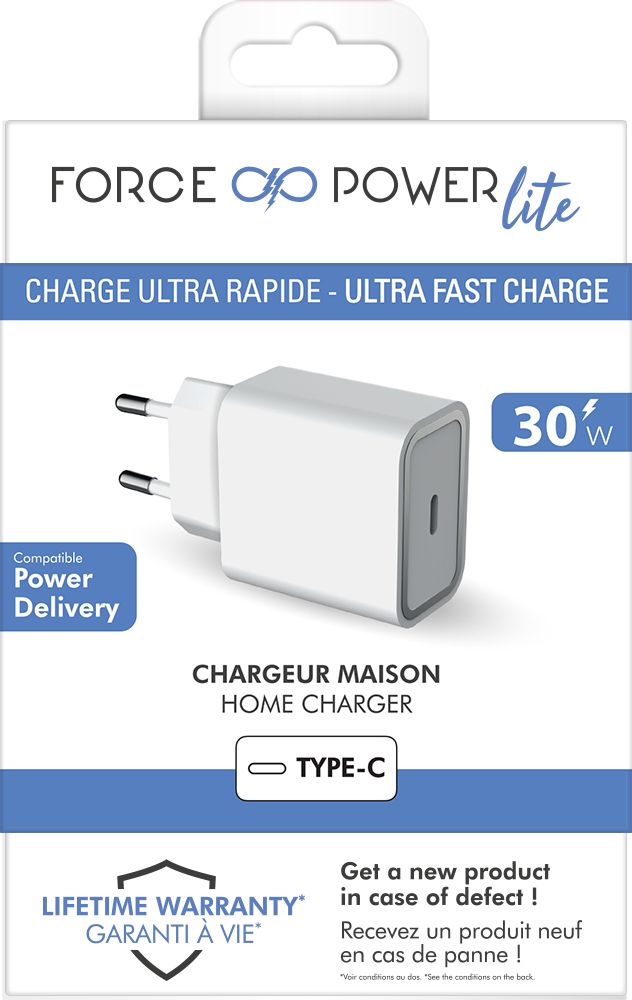 FORCE POWER lite
CHARGE ULTRA RAPIDE - ULTRA FAST CHARGE
30W
Compatible
Power
Delivery
CHARGEUR MAISON
HOME CHARGER
TYPE-C
LIFETIME WARRANTY*
GARANTI À VIE*
Get a new product
in case of defect !
Recevez un produit neuf
en cas de panne !
*Voir conditions au dos. *See the conditions on the back.